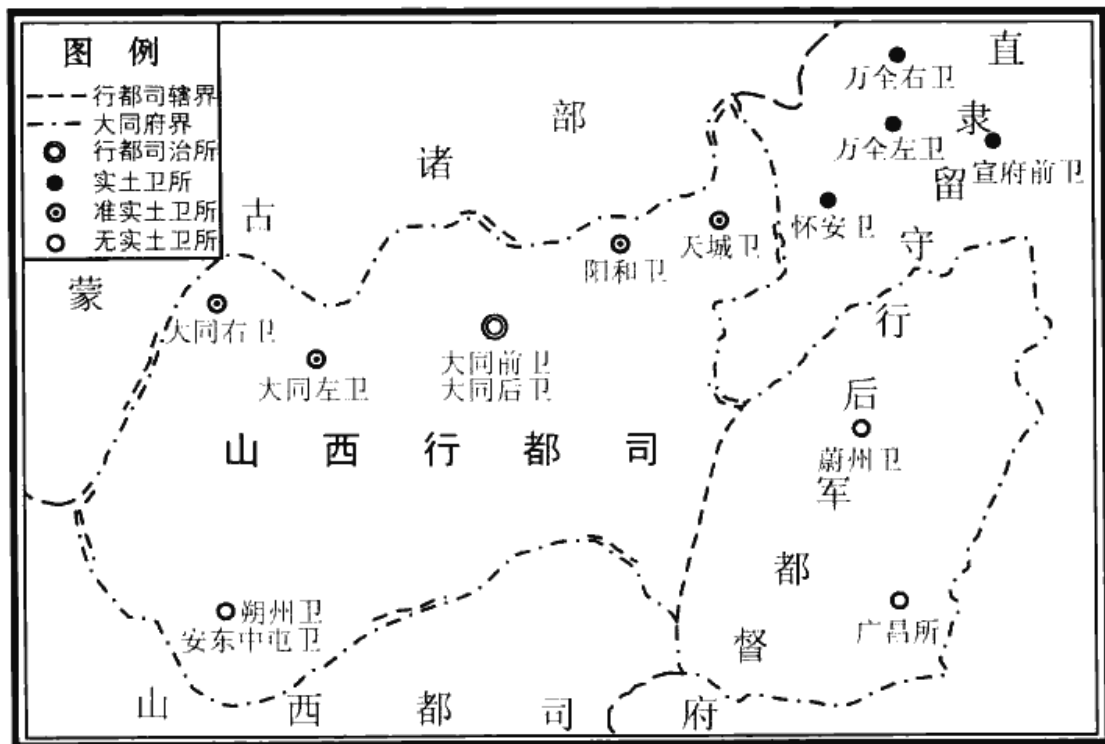 图 例
行都司辖界
大同府界
行都司治所
实土卫所
准实土卫所
无实土卫所
蒙古诸部
直隶留守行后军都督府
万全右卫
万全左卫
宣府前卫
怀安卫
天城卫
阳和卫
大同右卫
大同左卫
大同前卫
大同后卫
山西行都司
蔚州卫
广昌所
朔州卫
安东中屯卫
山西都司